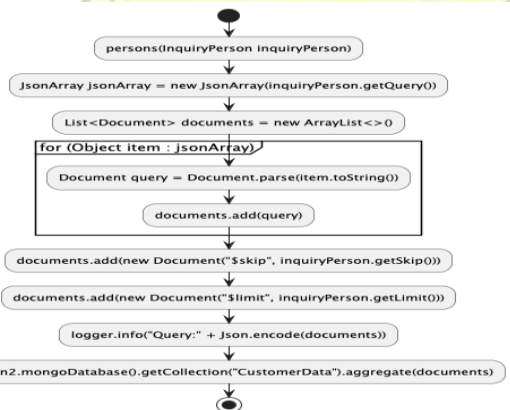 persons(InquiryPerson inquiryPerson)
JsonArray jsonArray = new JsonArray(inquiryPerson.getQuery())
List<Document> documents = new ArrayList<>()
for (Object item : jsonArray)
Document query = Document.parse(item.toString())
documents.add(query)
documents.add(new Document("$skip", inquiryPerson.getSkip()))
documents.add(new Document("$limit", inquiryPerson.getLimit()))
logger.info("Query:" + Json.encode(documents))
n2.mongoDatabase().getCollection("CustomerData").aggregate(documents)